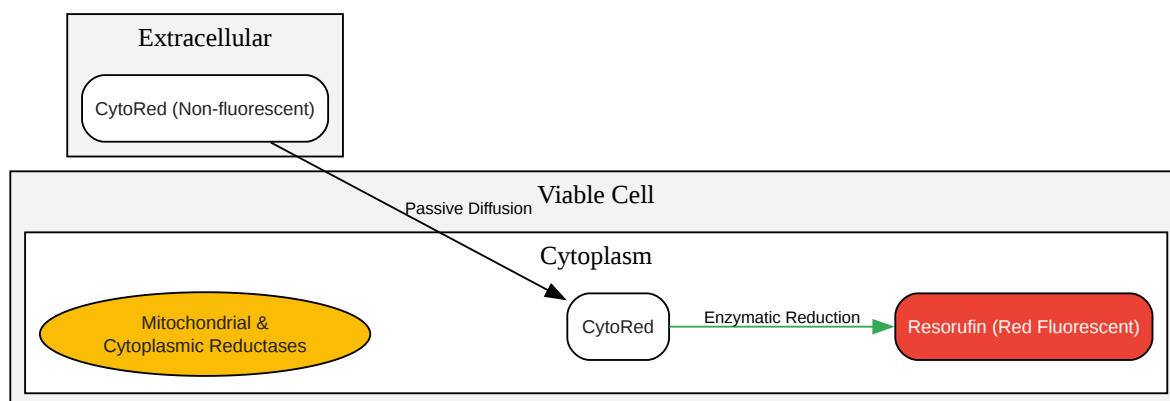 Extracellular
CytoRed (Non-fluorescent)
Viable Cell
Passive Diffusion
Cytoplasm
Mitochondrial &
Cytoplasmic Reductases
CytoRed
Enzymatic Reduction
Resorufin (Red Fluorescent)